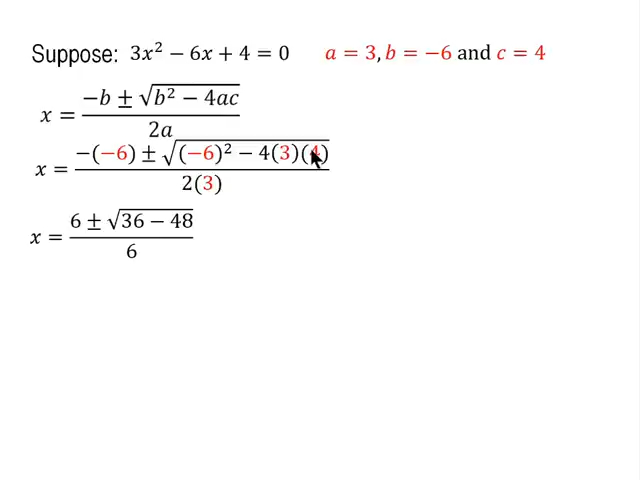 Suppose: 3x² − 6x + 4 = 0 a = 3, b = −6 and c = 4
x = (−b ± √(b² − 4ac)) / 2a
x = (−(−6) ± √((−6)² − 4(3)(4))) / 2(3)
x = (6 ± √(36 − 48)) / 6